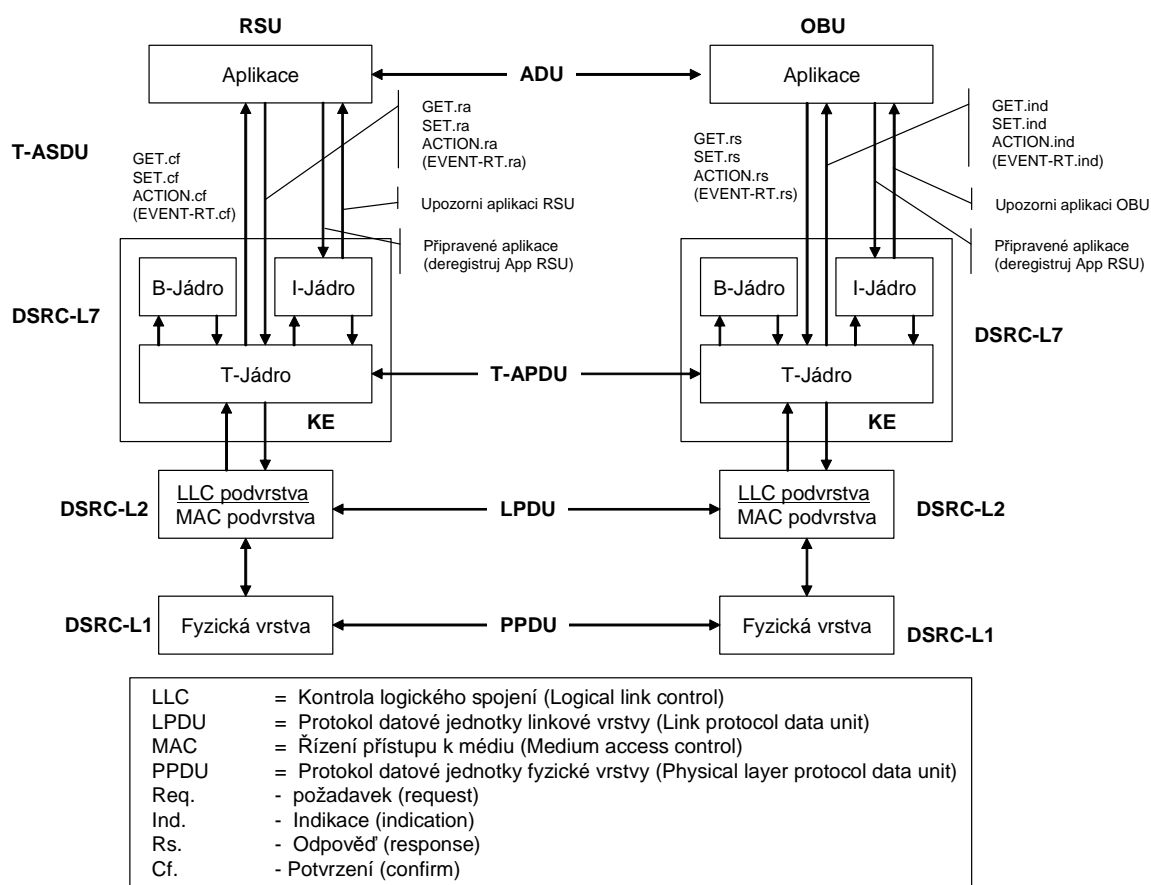 RSU
OBU
Aplikace
ADU
Aplikace
T-ASDU
GET.cf
SET.cf
ACTION.cf
(EVENT-RT.cf)
GET.ra
SET.ra
ACTION.ra
(EVENT-RT.ra)
Upozorni aplikaci RSU
Připravené aplikace
(deregistruj App RSU)
GET.rs
SET.rs
ACTION.rs
(EVENT-RT.rs)
GET.ind
SET.ind
ACTION.ind
(EVENT-RT.ind)
Upozorni aplikaci OBU
Připravené aplikace
(deregistruj App RSU)
DSRC-L7
B-Jádro
I-Jádro
T-Jádro
KE
T-APDU
B-Jádro
I-Jádro
T-Jádro
KE
DSRC-L7
DSRC-L2
LLC podvrstva
MAC podvrstva
LPDU
LLC podvrstva
MAC podvrstva
DSRC-L2
DSRC-L1
Fyzická vrstva
PPDU
Fyzická vrstva
DSRC-L1
LLC = Kontrola logického spojení (Logical link control)
LPDU = Protokol datové jednotky linkové vrstvy (Link protocol data unit)
MAC = Řízení přístupu k médiu (Medium access control)
PPDU = Protokol datové jednotky fyzické vrstvy (Physical layer protocol data unit)
Req. - požadavek (request)
Ind. - Indikace (indication)
Rs. - Odpověď (response)
Cf. - Potvrzení (confirm)